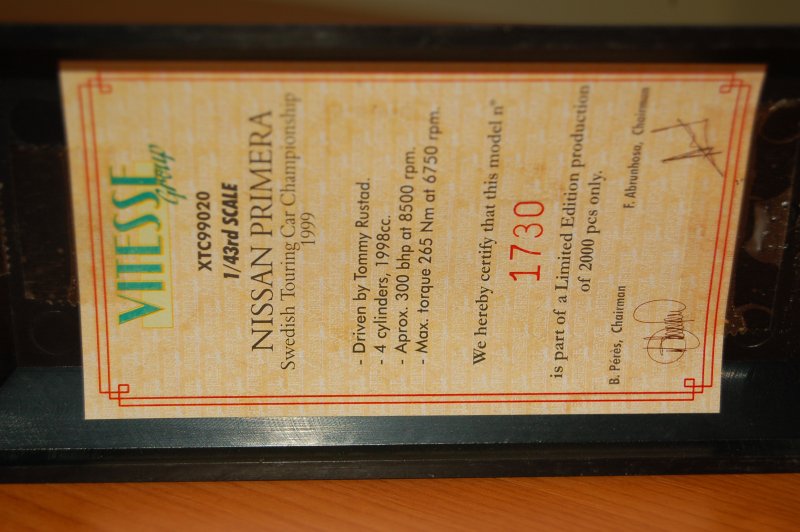 VITESSE
Group
XTC99020
1/43rd SCALE
NISSAN PRIMERA
Swedish Touring Car Championship
1999
- Driven by Tommy Rustad.
- 4 cylinders, 1998cc.
- Aprox. 300 bhp at 8500 rpm.
- Max. torque 265 Nm at 6750 rpm.
We hereby certify that this model nº
1730
is part of a Limited Edition production
of 2000 pcs only.
B. Pérès, Chairman
F. Abrunhosa, Chairman